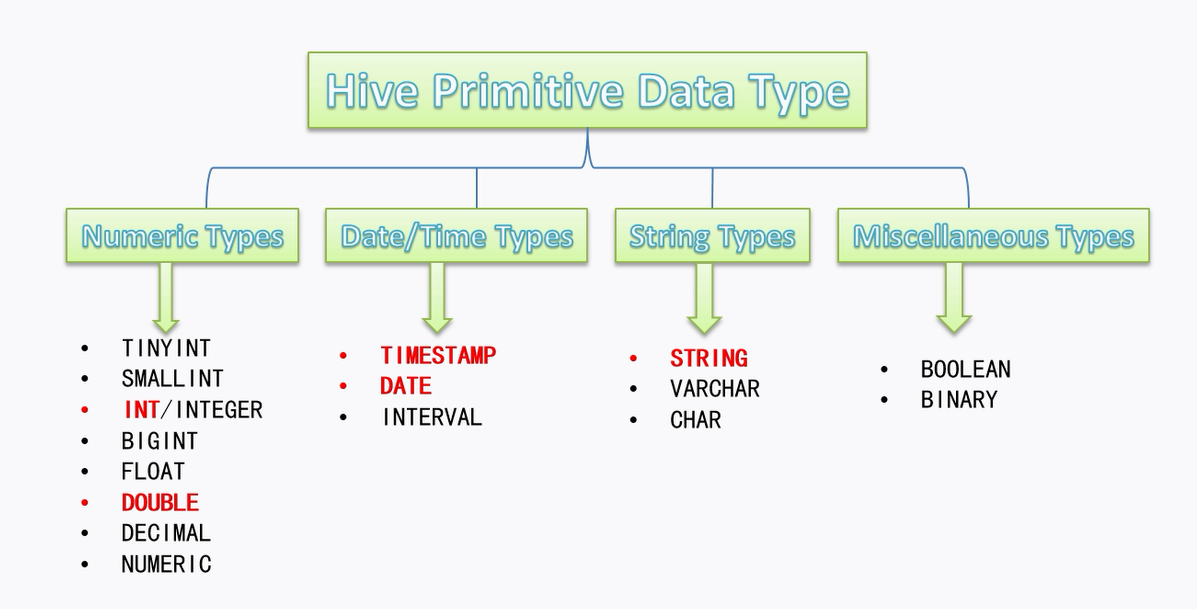 Hive Primitive Data Type
Numeric Types
• TINYINT
• SMALLINT
• INT/INTEGER
• BIGINT
• FLOAT
• DOUBLE
• DECIMAL
• NUMERIC
Date/Time Types
• TIMESTAMP
• DATE
• INTERVAL
String Types
• STRING
• VARCHAR
• CHAR
Miscellaneous Types
• BOOLEAN
• BINARY